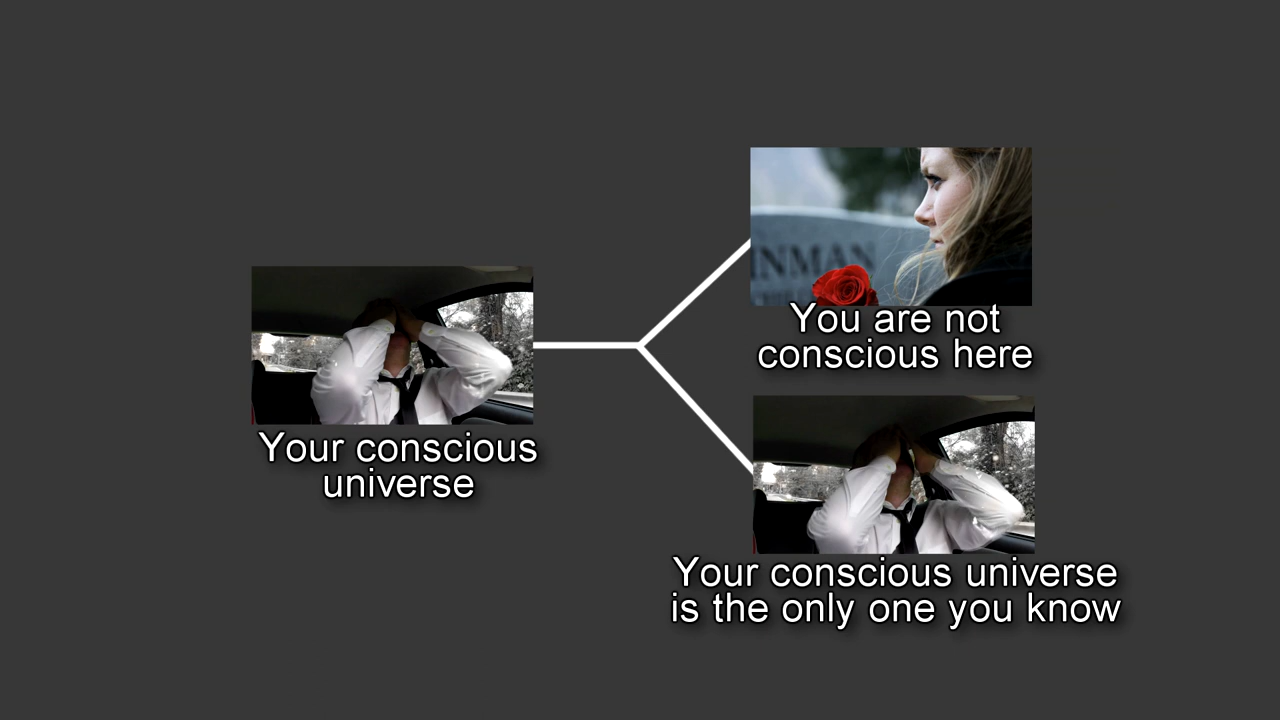 INMAN
You are not
conscious here
Your conscious
universe
Your conscious universe
is the only one you know